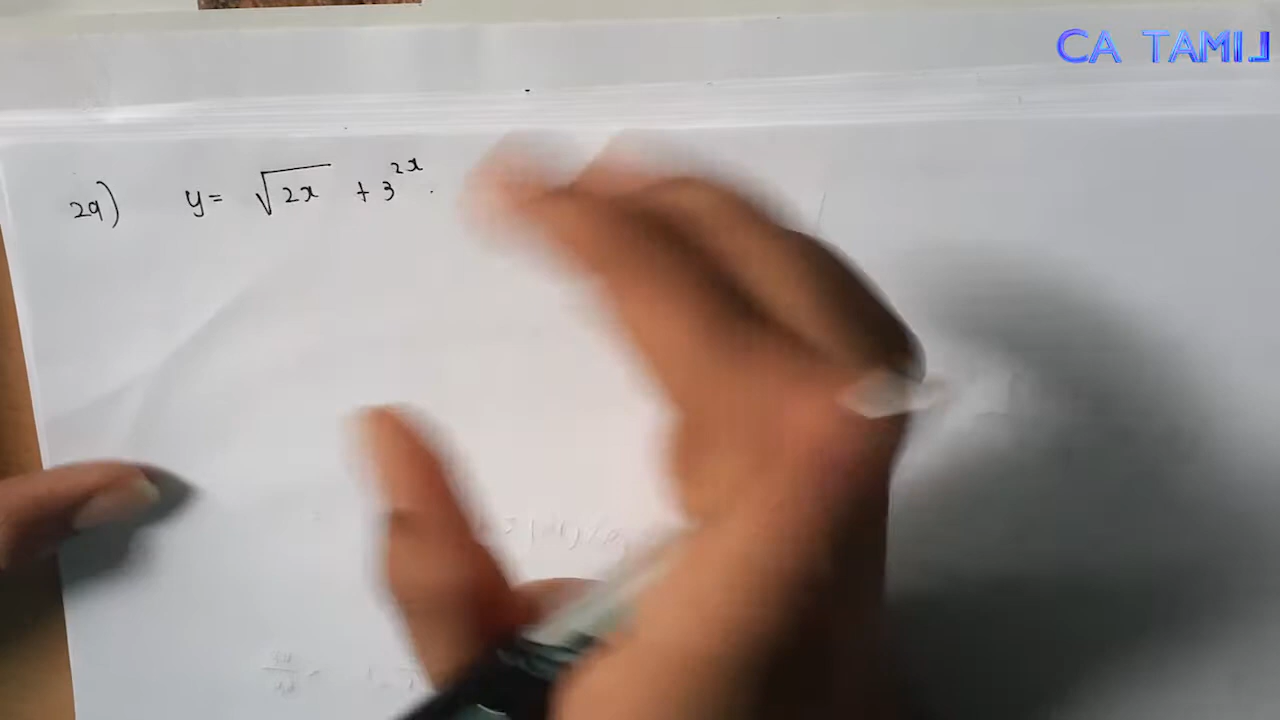 CA TAMIL
29) y = √2x + 3^2x.